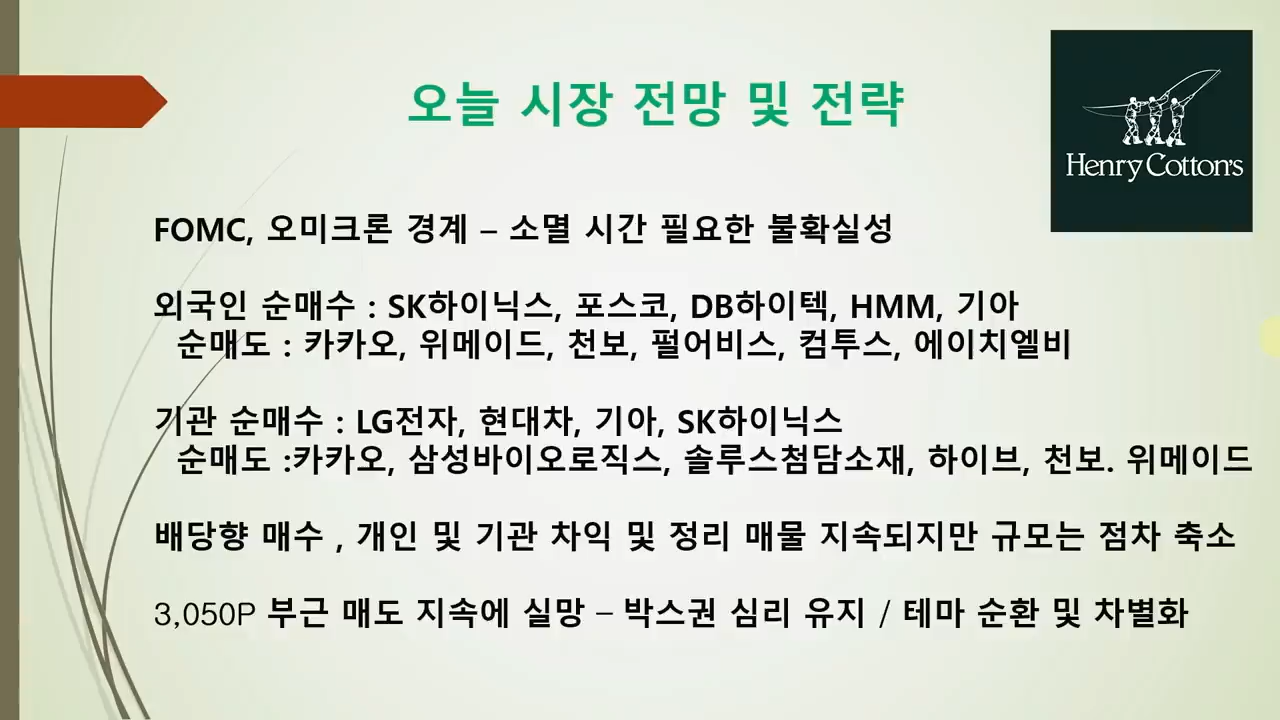 오늘 시장 전망 및 전략
Henry Cotton's
FOMC, 오미크론 경계 – 소멸 시간 필요한 불확실성
외국인 순매수 : SK하이닉스, 포스코, DB하이텍, HMM, 기아
순매도 : 카카오, 위메이드, 천보, 펄어비스, 컴투스, 에이치엘비
기관 순매수 : LG전자, 현대차, 기아, SK하이닉스
순매도 :카카오, 삼성바이오로직스, 솔루스첨담소재, 하이브, 천보. 위메이드
배당향 매수 , 개인 및 기관 차익 및 정리 매물 지속되지만 규모는 점차 축소
3,050P 부근 매도 지속에 실망 – 박스권 심리 유지 / 테마 순환 및 차별화